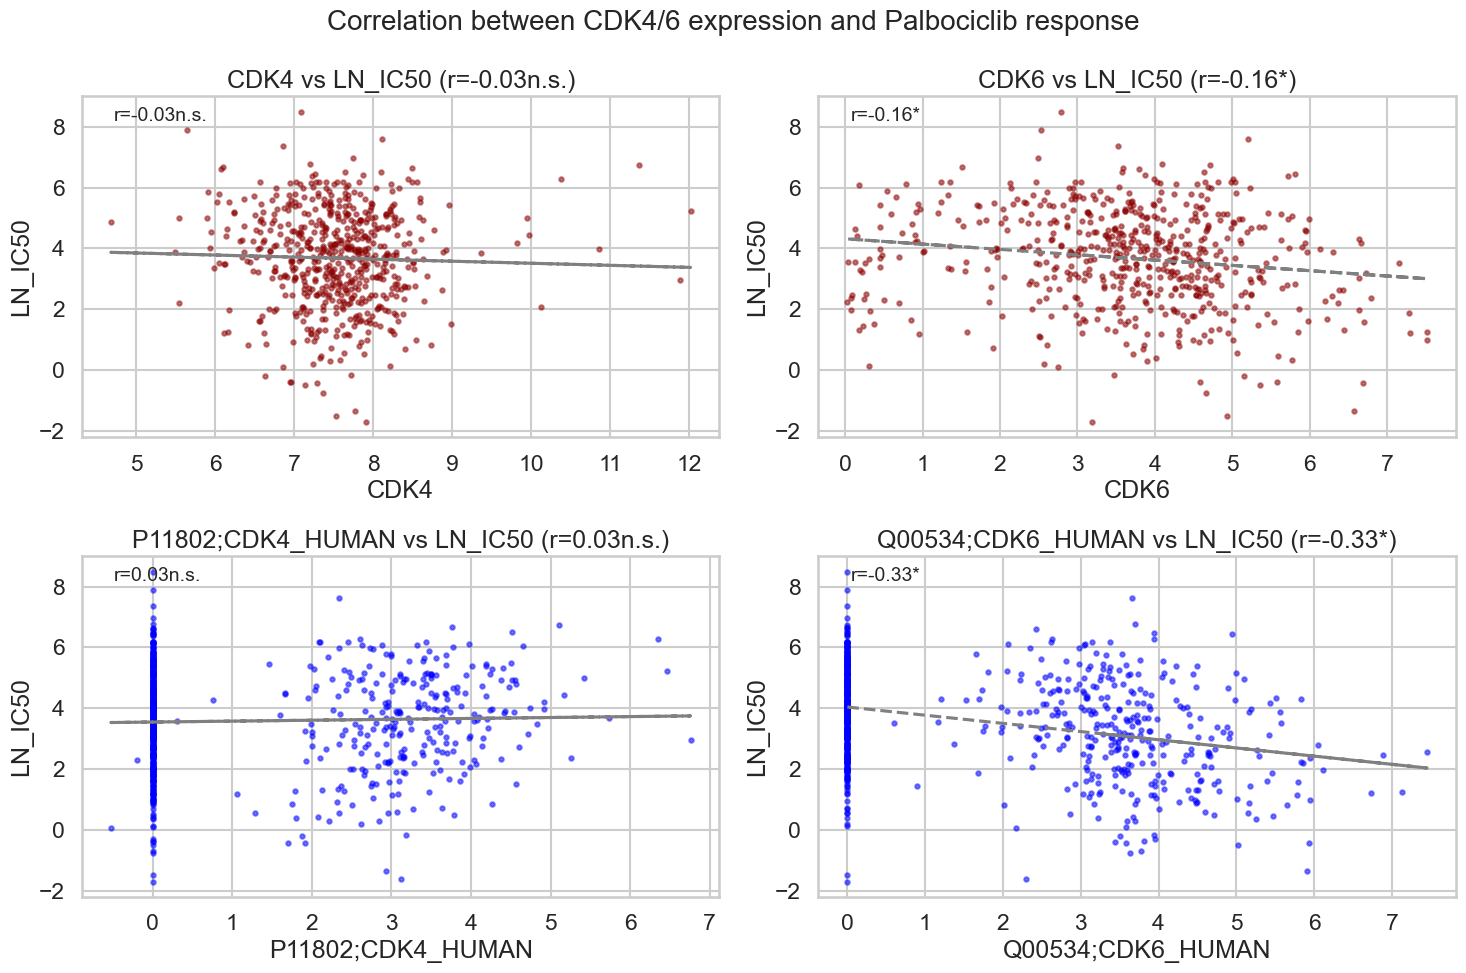 Correlation between CDK4/6 expression and Palbociclib response
CDK4 vs LN_IC50 (r=-0.03n.s.)
r=-0.03n.s.
LN_IC50
8
6
4
2
0
−2
5 6 7 8 9 10 11 12
CDK4
CDK6 vs LN_IC50 (r=-0.16*)
r=-0.16*
LN_IC50
8
6
4
2
0
−2
0 1 2 3 4 5 6 7
CDK6
P11802;CDK4_HUMAN vs LN_IC50 (r=0.03n.s.)
r=0.03n.s.
LN_IC50
8
6
4
2
0
−2
0 1 2 3 4 5 6 7
P11802;CDK4_HUMAN
Q00534;CDK6_HUMAN vs LN_IC50 (r=-0.33*)
r=-0.33*
LN_IC50
8
6
4
2
0
−2
0 1 2 3 4 5 6 7
Q00534;CDK6_HUMAN